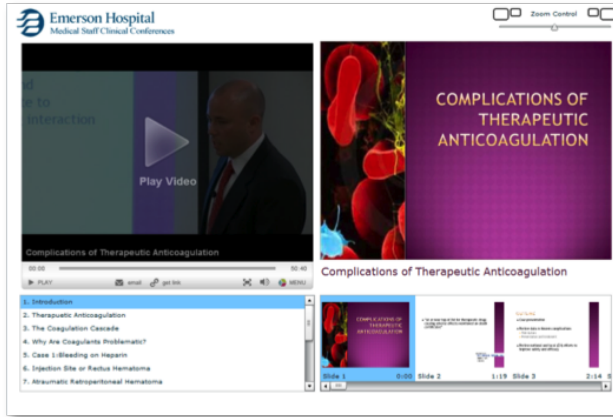 Emerson Hospital
Medical Staff Clinical Conferences
Zoom Control
interaction
Play Video
Complications of Therapeutic Anticoagulation
00:00
50:40
PLAY
email
get link
MENU
COMPLICATIONS OF
THERAPEUTIC
ANTICOAGULATION
Complications of Therapeutic Anticoagulation
1. Introduction
2. Therapuetic Anticoagulation
3. The Coagulation Cascade
4. Why Are Coagulants Problematic?
5. Case 1:Bleeding on Heparin
6. Injection Site or Rectus Hematoma
7. Atraumatic Retroperitoneal Hematoma
COMPLICATIONS OF
THERAPEUTIC
ANTICOAGULATION
Slide 1 0:00
Slide 2 1:19
Slide 3 2:14